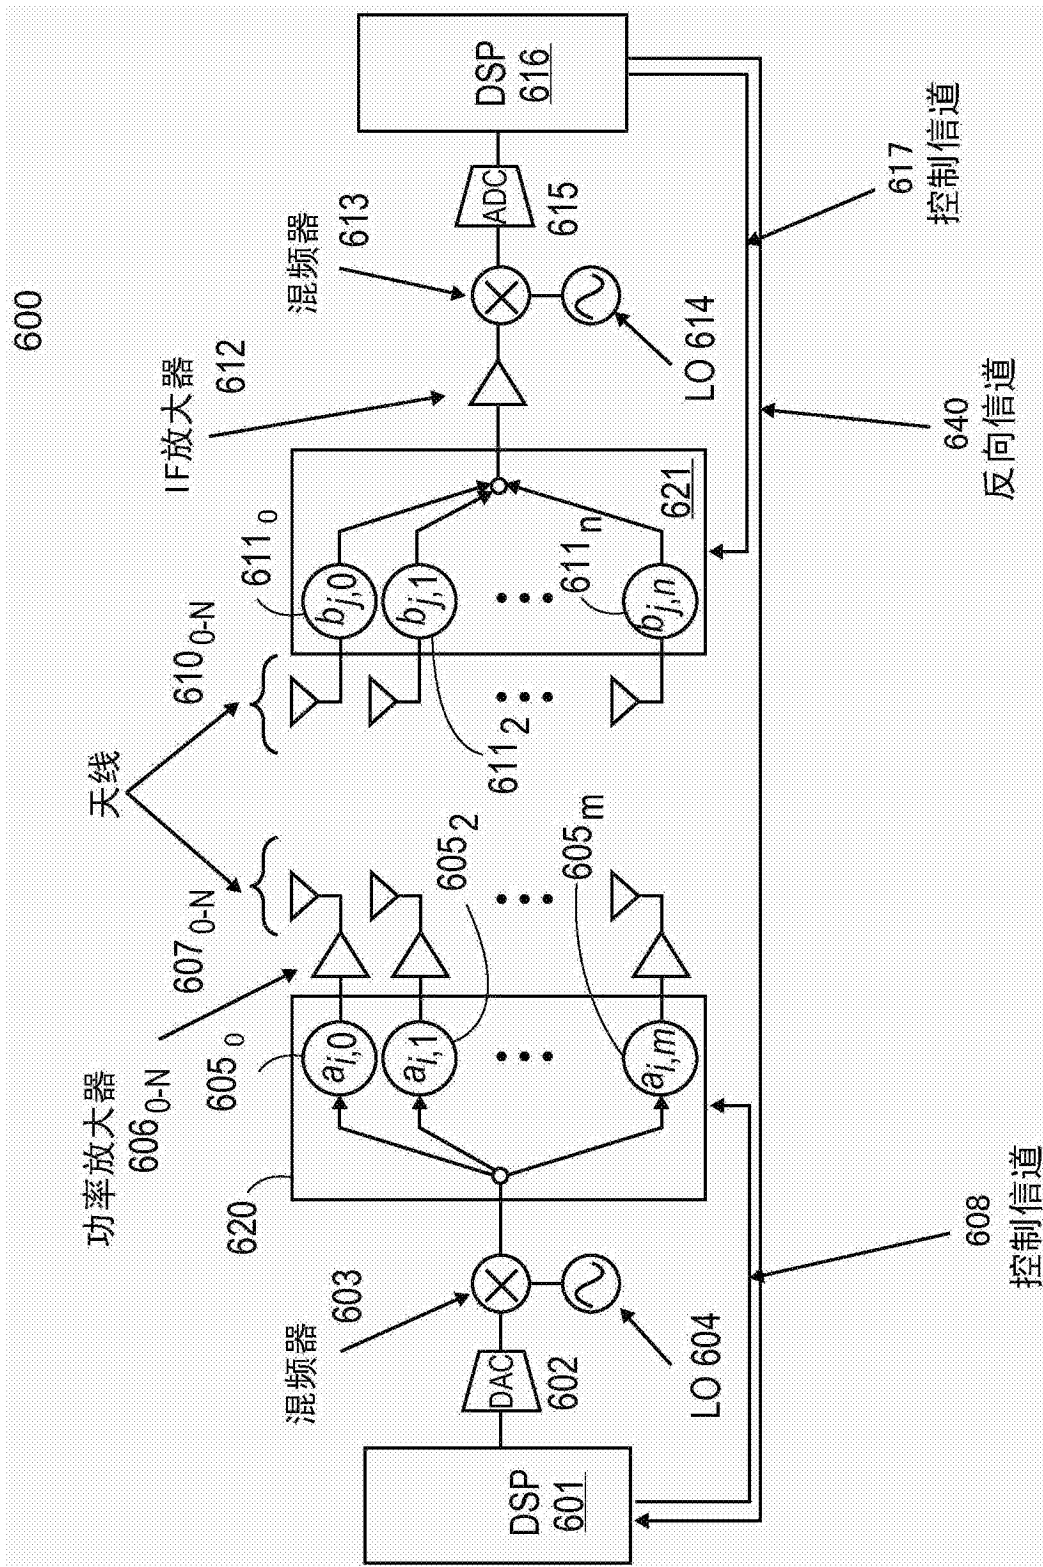 600
天线
功率放大器
606 0-N
607 0-N
610 0-N
IF放大器
612
混频器
613
混频器
603
620
605 0
605 2
605 m
611 0
611 2
611 n
621
DSP
601
DAC
602
LO 604
a i,0
a i,1
a i,m
b j,0
b j,1
b j,n
LO 614
ADC
615
DSP
616
608
控制信道
640
反向信道
617
控制信道